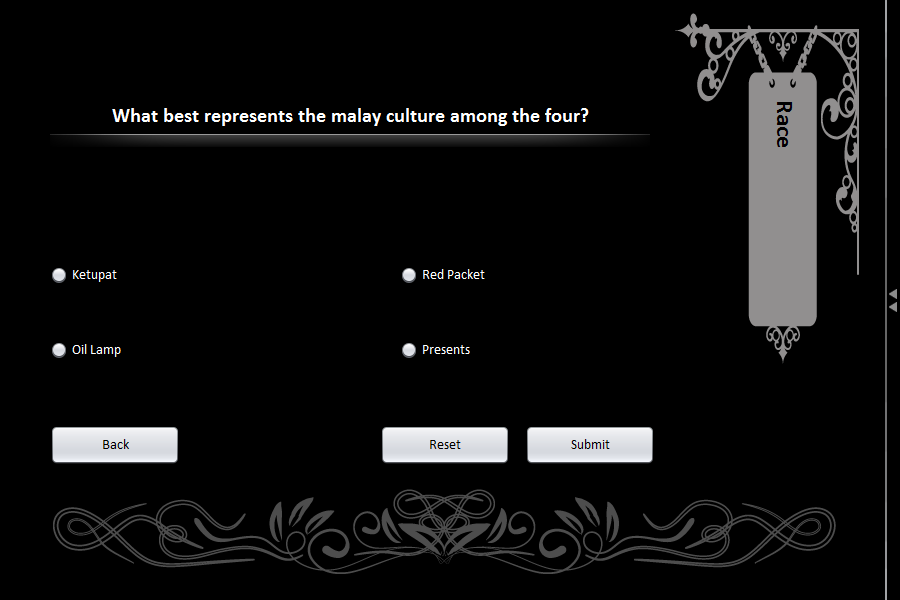 What best represents the malay culture among the four?
Race
Ketupat
Red Packet
Oil Lamp
Presents
Back
Reset
Submit